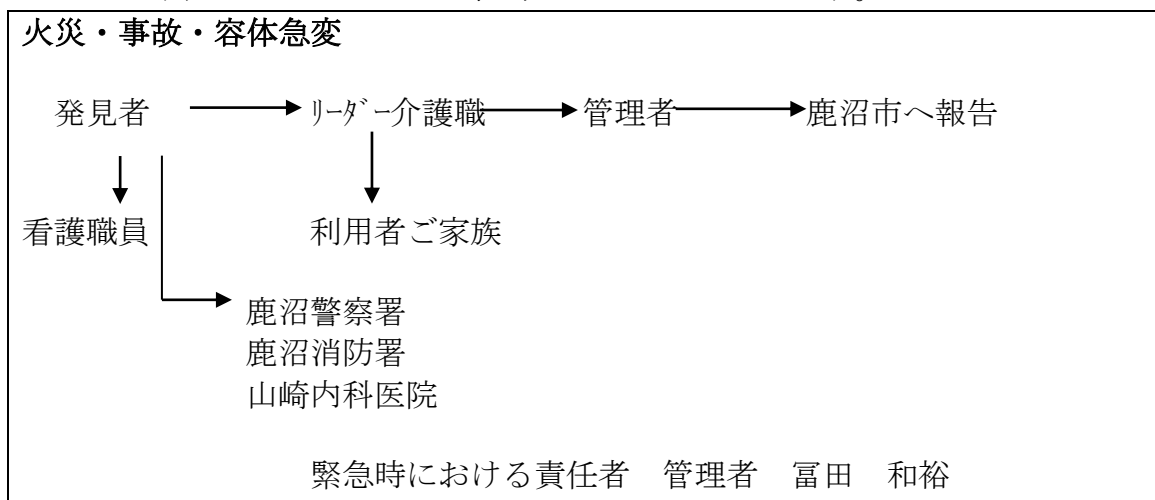 火災・事故・容体急変
発見者 ﾘｰﾀﾞｰ介護職 管理者 鹿沼市へ報告
看護職員 利用者ご家族
鹿沼警察署
鹿沼消防署
山崎内科医院
緊急時における責任者　管理者　冨田　和裕